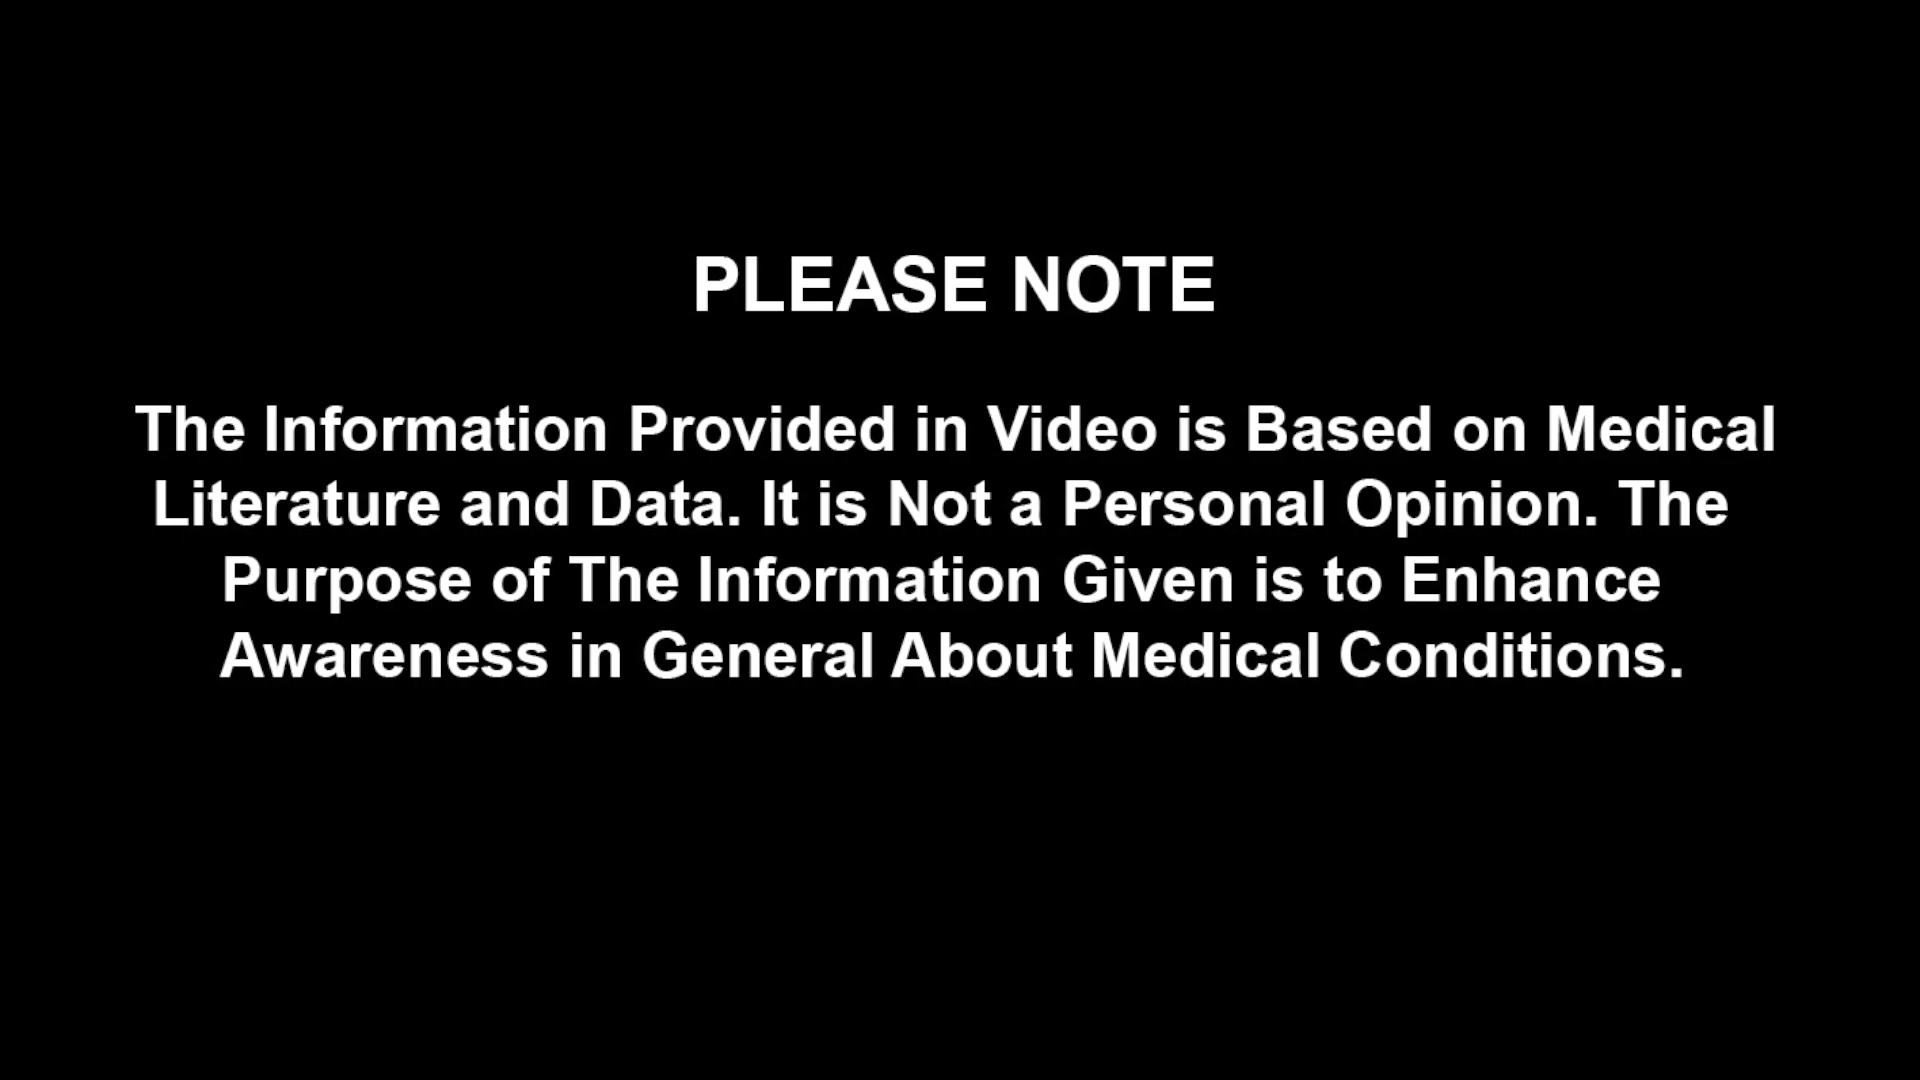 PLEASE NOTE
The Information Provided in Video is Based on Medical
Literature and Data. It is Not a Personal Opinion. The
Purpose of The Information Given is to Enhance
Awareness in General About Medical Conditions.